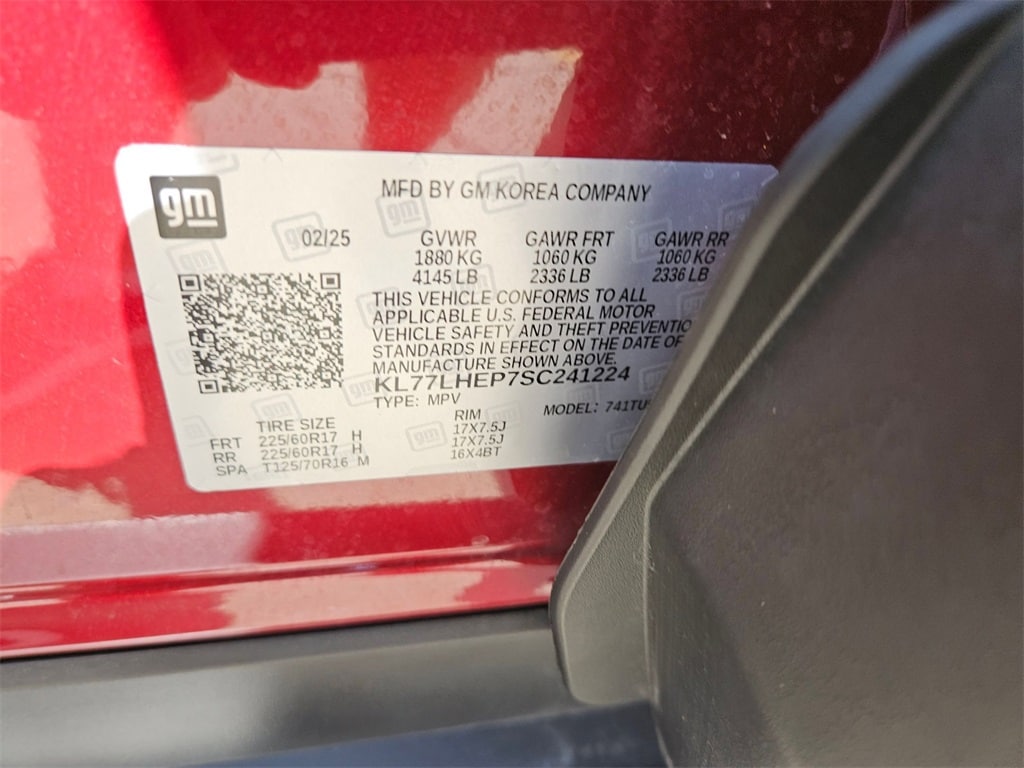 gm
MFD BY GM KOREA COMPANY
02/25 GVWR GAWR FRT GAWR RR
1880 KG 1060 KG 1060 KG
4145 LB 2336 LB 2336 LB
THIS VEHICLE CONFORMS TO ALL
APPLICABLE U.S. FEDERAL MOTOR
VEHICLE SAFETY AND THEFT PREVENTIO
STANDARDS IN EFFECT ON THE DATE OF
MANUFACTURE SHOWN ABOVE.
KL77LHEP7SC241224
TYPE: MPV MODEL: 741TU
TIRE SIZE RIM
FRT 225/60R17 H 17X7.5J
RR 225/60R17 H 17X7.5J
SPA T125/70R16 M 16X4BT